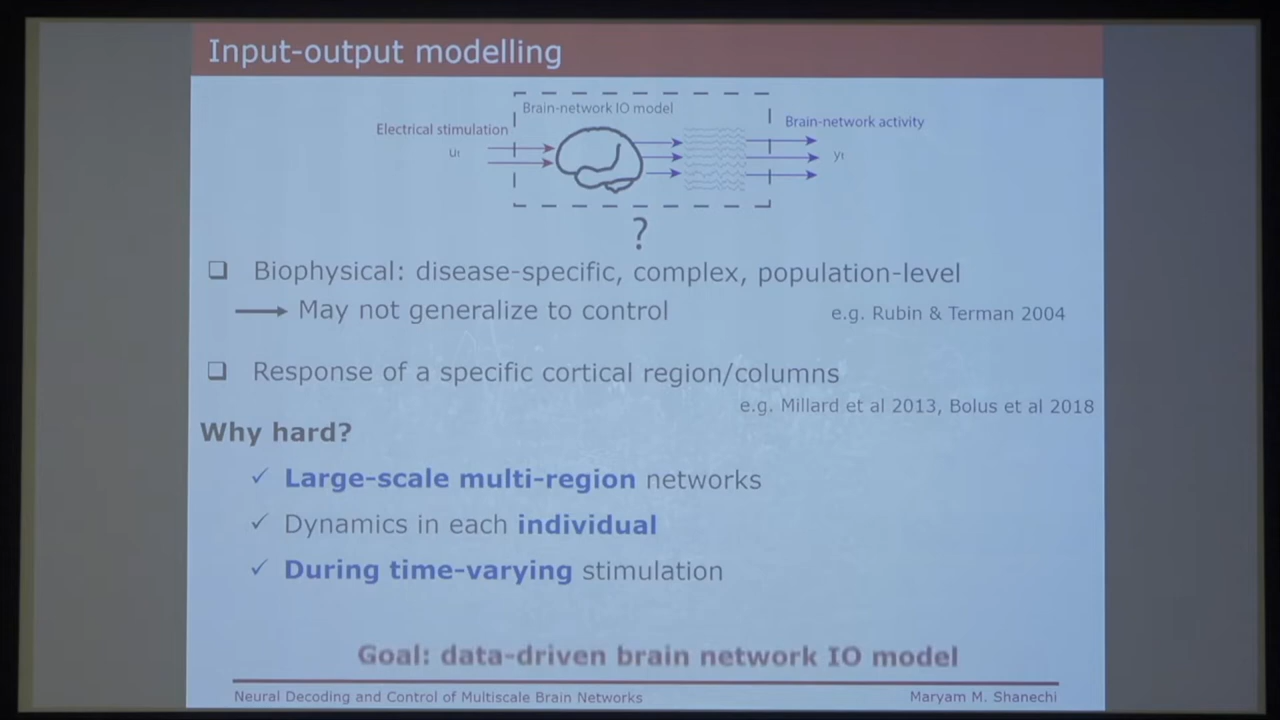 Input-output modelling
Brain-network IO model
Electrical stimulation
Brain-network activity
ut
yt
?
❑ Biophysical: disease-specific, complex, population-level
→ May not generalize to control
e.g. Rubin & Terman 2004
❑ Response of a specific cortical region/columns
e.g. Millard et al 2013, Bolus et al 2018
Why hard?
✓ Large-scale multi-region networks
✓ Dynamics in each individual
✓ During time-varying stimulation
Goal: data-driven brain network IO model
Neural Decoding and Control of Multiscale Brain Networks
Maryam M. Shanechi